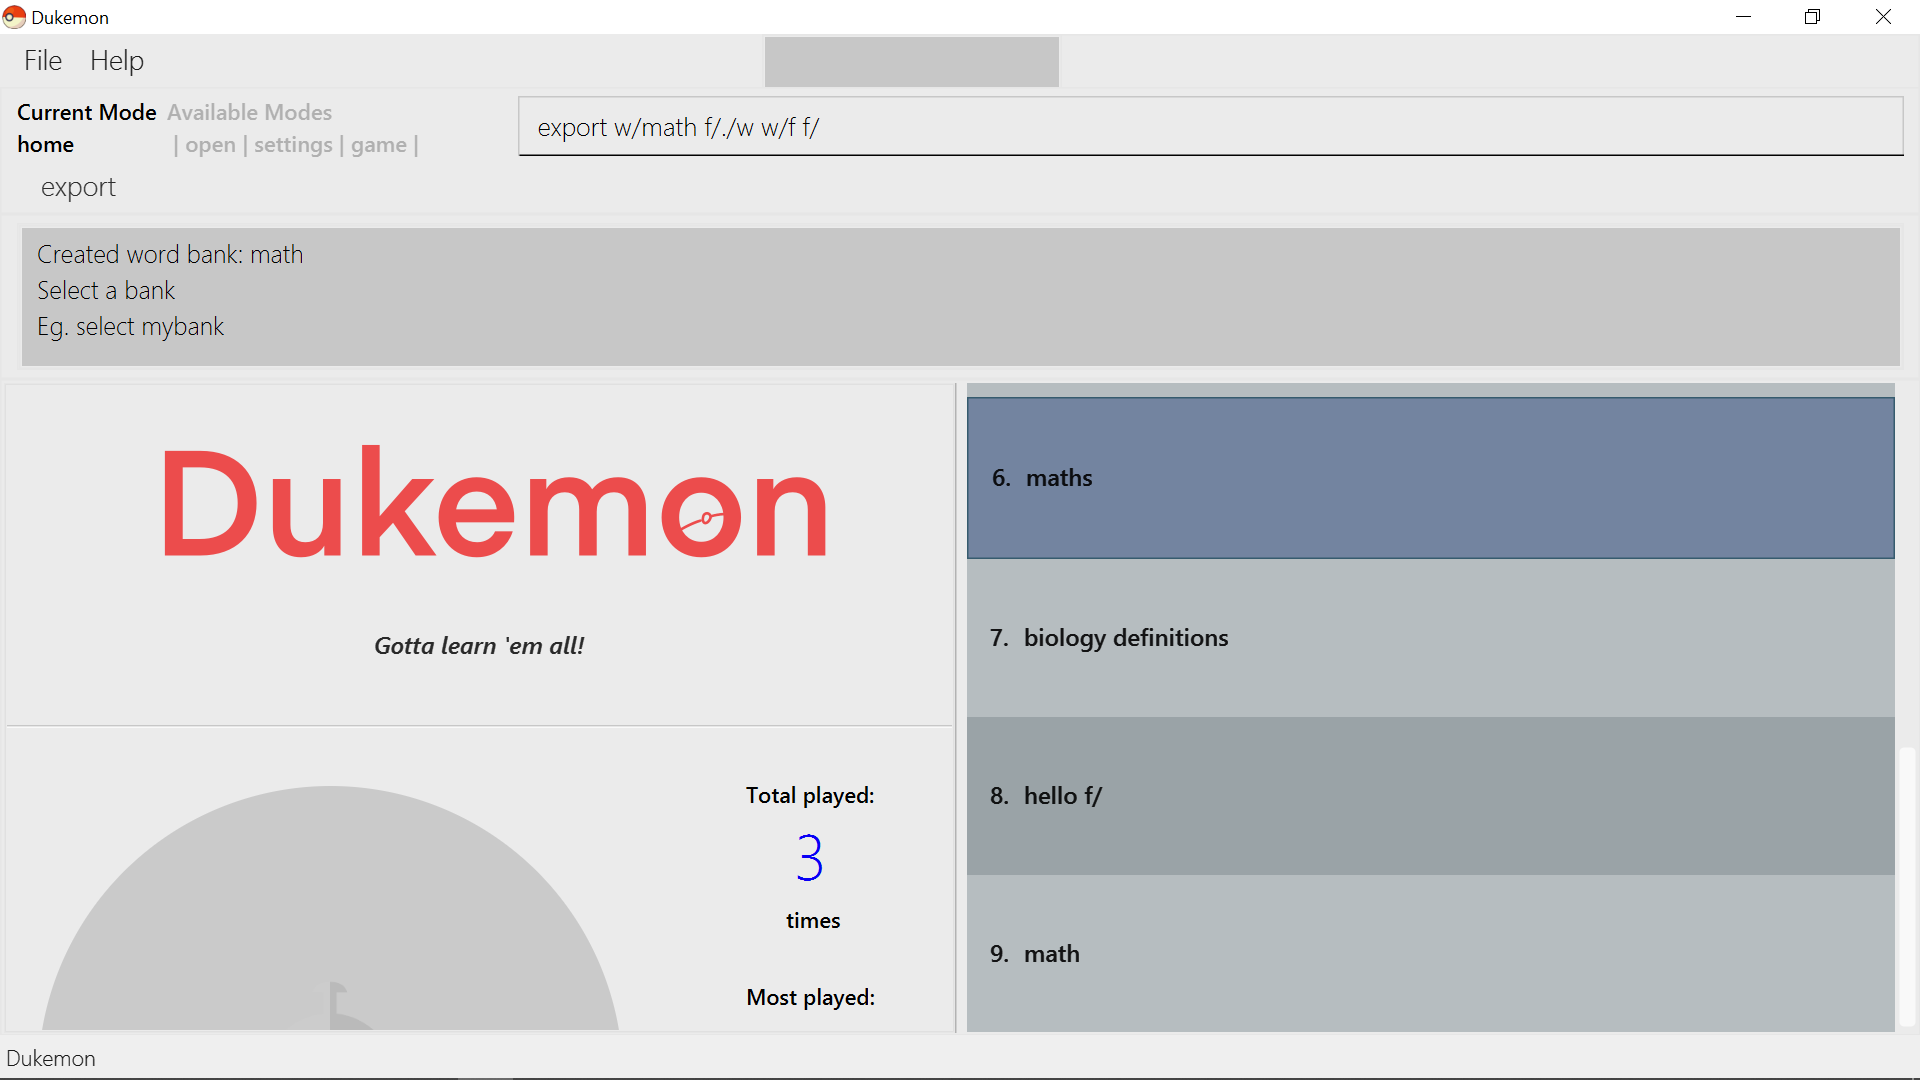 Dukemon
File Help
Current Mode Available Modes
home | open | settings | game |
export w/math f/./w w/f f/
export
Created word bank: math
Select a bank
Eg. select mybank
Dukemon
Gotta learn 'em all!
Total played:
3
times
Most played:
6. maths
7. biology definitions
8. hello f/
9. math
Dukemon